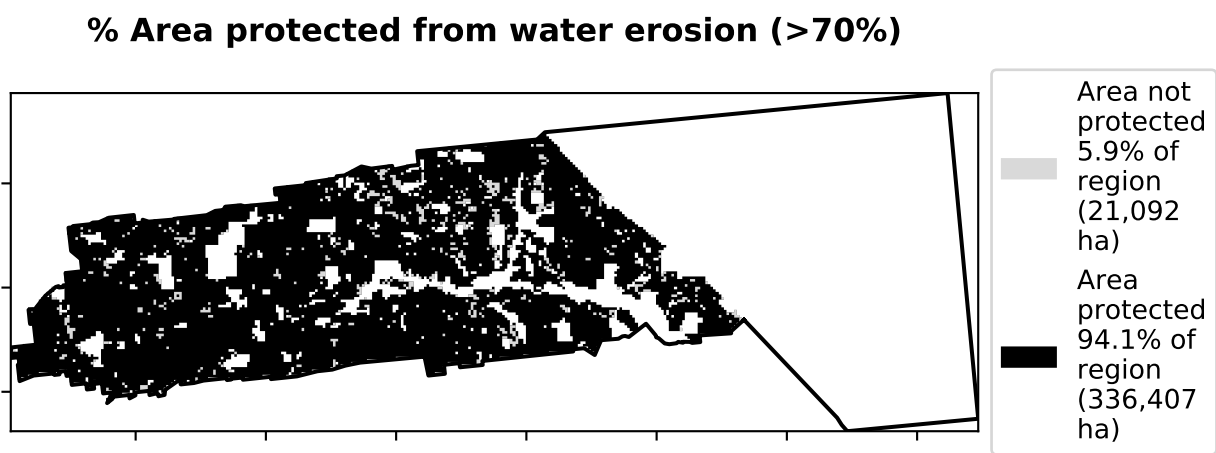 % Area protected from water erosion (>70%)
Area not
protected
5.9% of
region
(21,092
ha)
Area
protected
94.1% of
region
(336,407
ha)